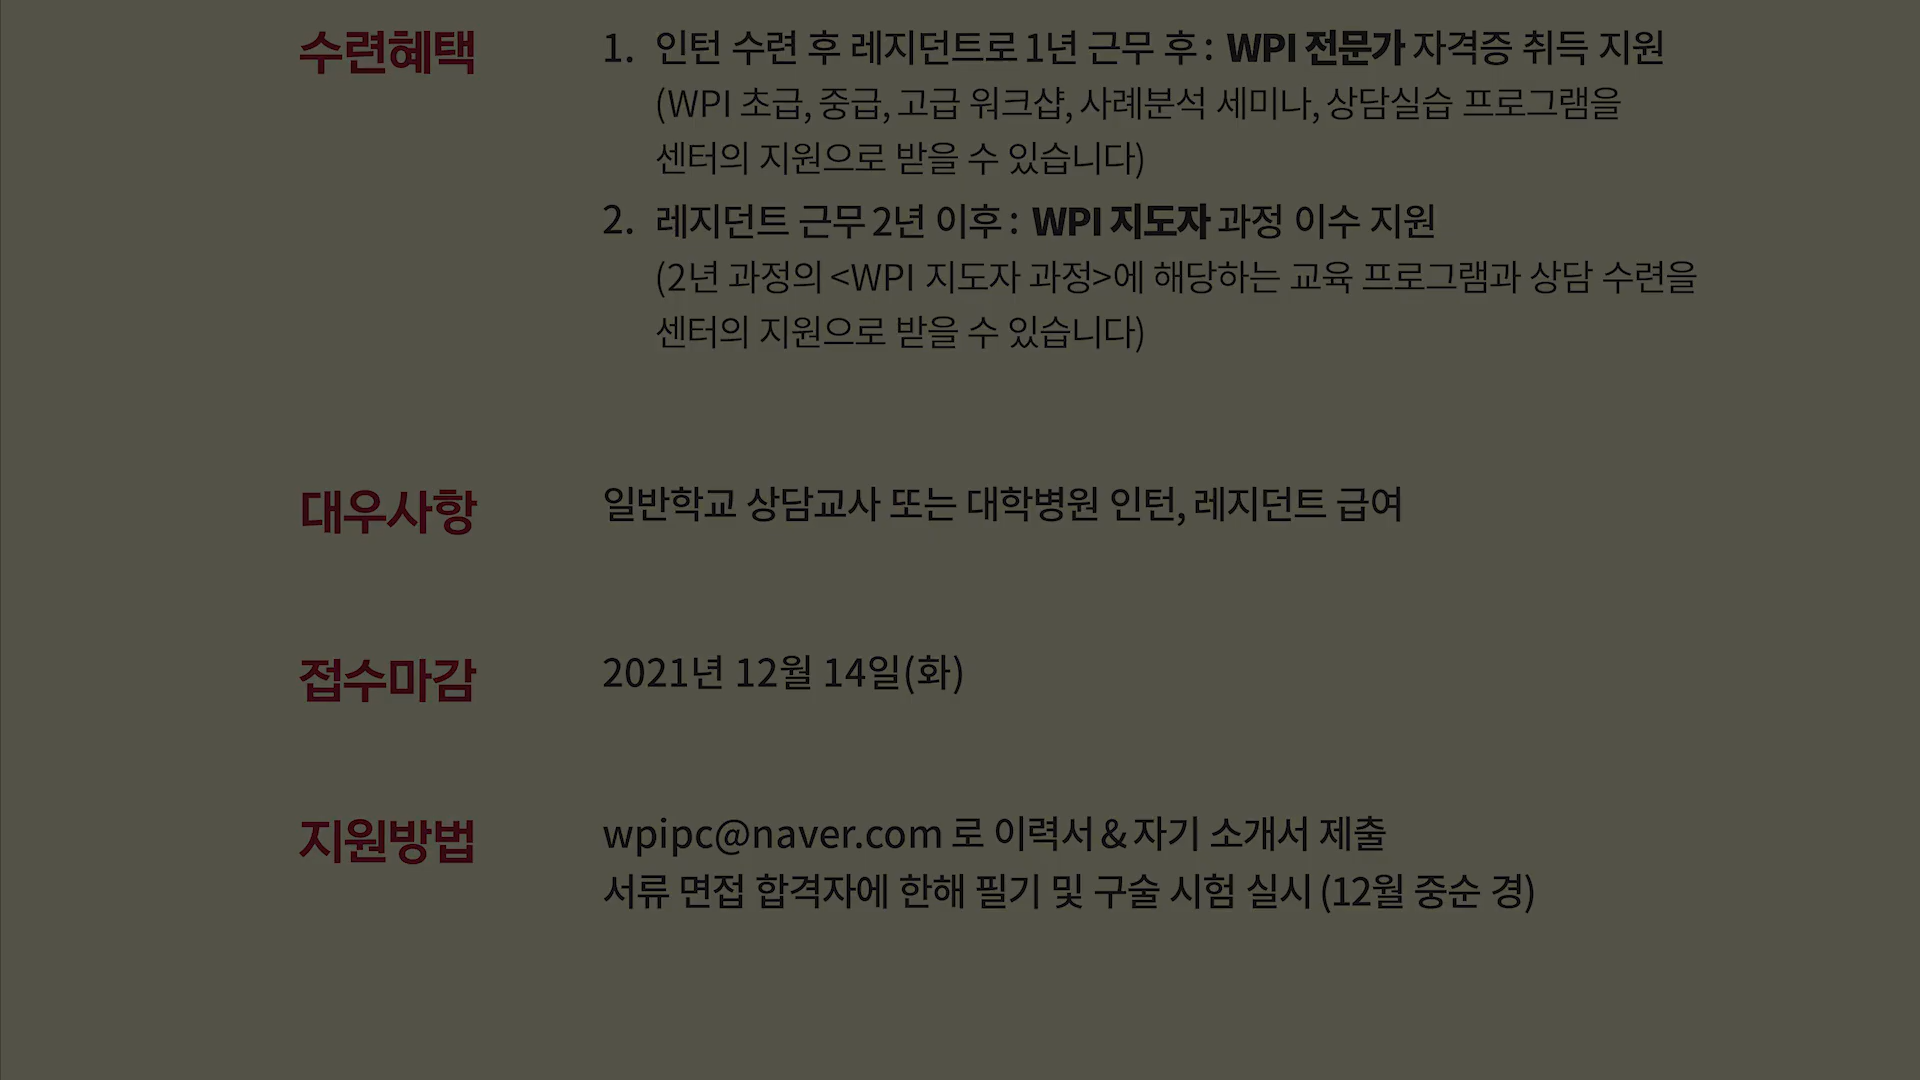 수련혜택
1. 인턴 수련 후 레지던트로 1년 근무 후 : WPI 전문가 자격증 취득 지원
(WPI 초급, 중급, 고급 워크샵, 사례분석 세미나, 상담실습 프로그램을
센터의 지원으로 받을 수 있습니다)
2. 레지던트 근무 2년 이후 : WPI 지도자 과정 이수 지원
(2년 과정의 <WPI 지도자 과정>에 해당하는 교육 프로그램과 상담 수련을
센터의 지원으로 받을 수 있습니다)
대우사항
일반학교 상담교사 또는 대학병원 인턴, 레지던트 급여
접수마감
2021년 12월 14일(화)
지원방법
wpipc@naver.com 로 이력서 & 자기 소개서 제출
서류 면접 합격자에 한해 필기 및 구술 시험 실시 (12월 중순 경)